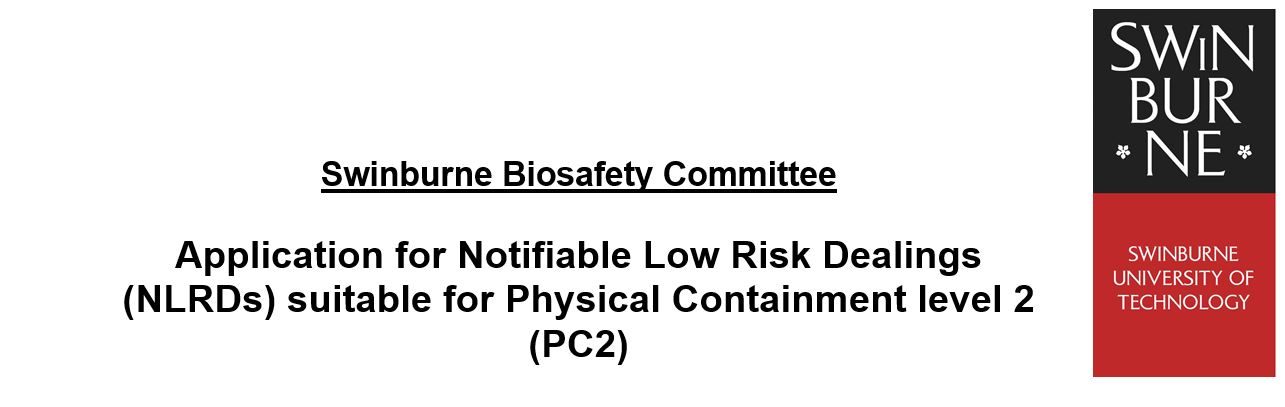 Swinburne Biosafety Committee
Application for Notifiable Low Risk Dealings
(NLRDs) suitable for Physical Containment level 2
(PC2)
SWiN
BUR
NE
SWINBURNE
UNIVERSITY OF
TECHNOLOGY